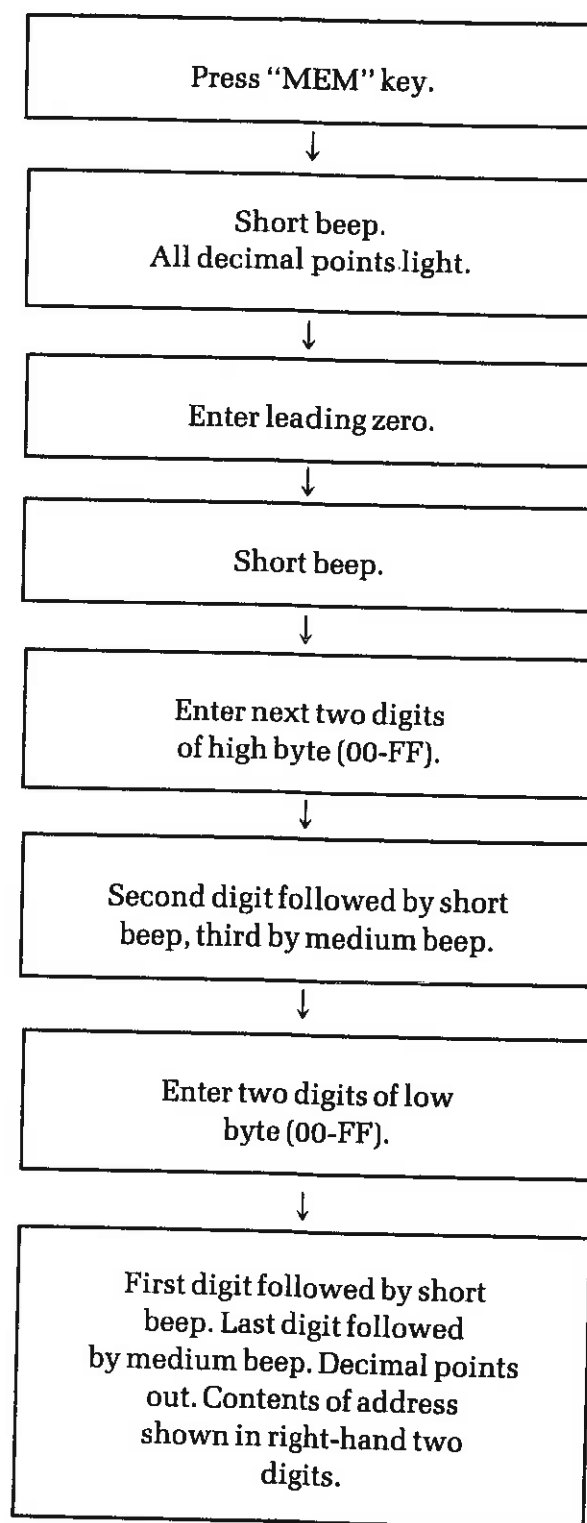 Press “MEM” key.
↓
Short beep.
All decimal points light.
↓
Enter leading zero.
↓
Short beep.
↓
Enter next two digits
of high byte (00-FF).
↓
Second digit followed by short
beep, third by medium beep.
↓
Enter two digits of low
byte (00-FF).
↓
First digit followed by short
beep. Last digit followed
by medium beep. Decimal points
out. Contents of address
shown in right-hand two
digits.